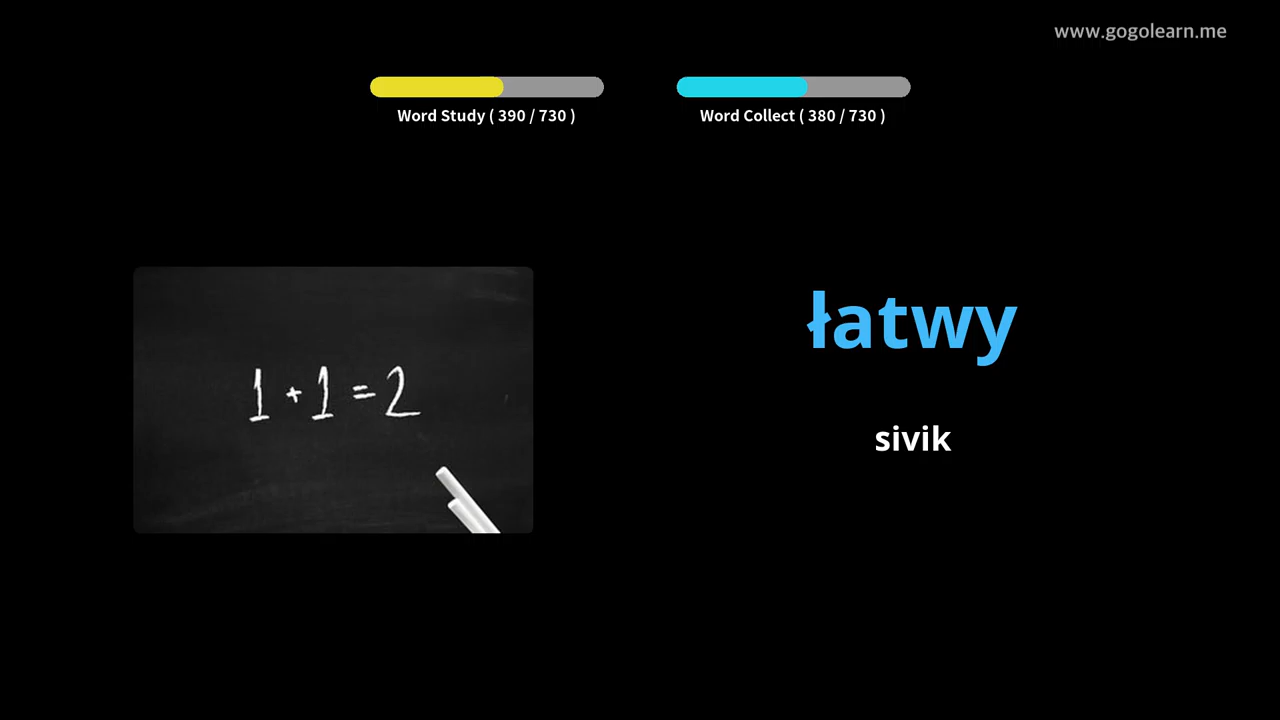 www.gogolearn.me
Word Study ( 390 / 730 )
Word Collect ( 380 / 730 )
1 + 1 = 2
łatwy
sivik